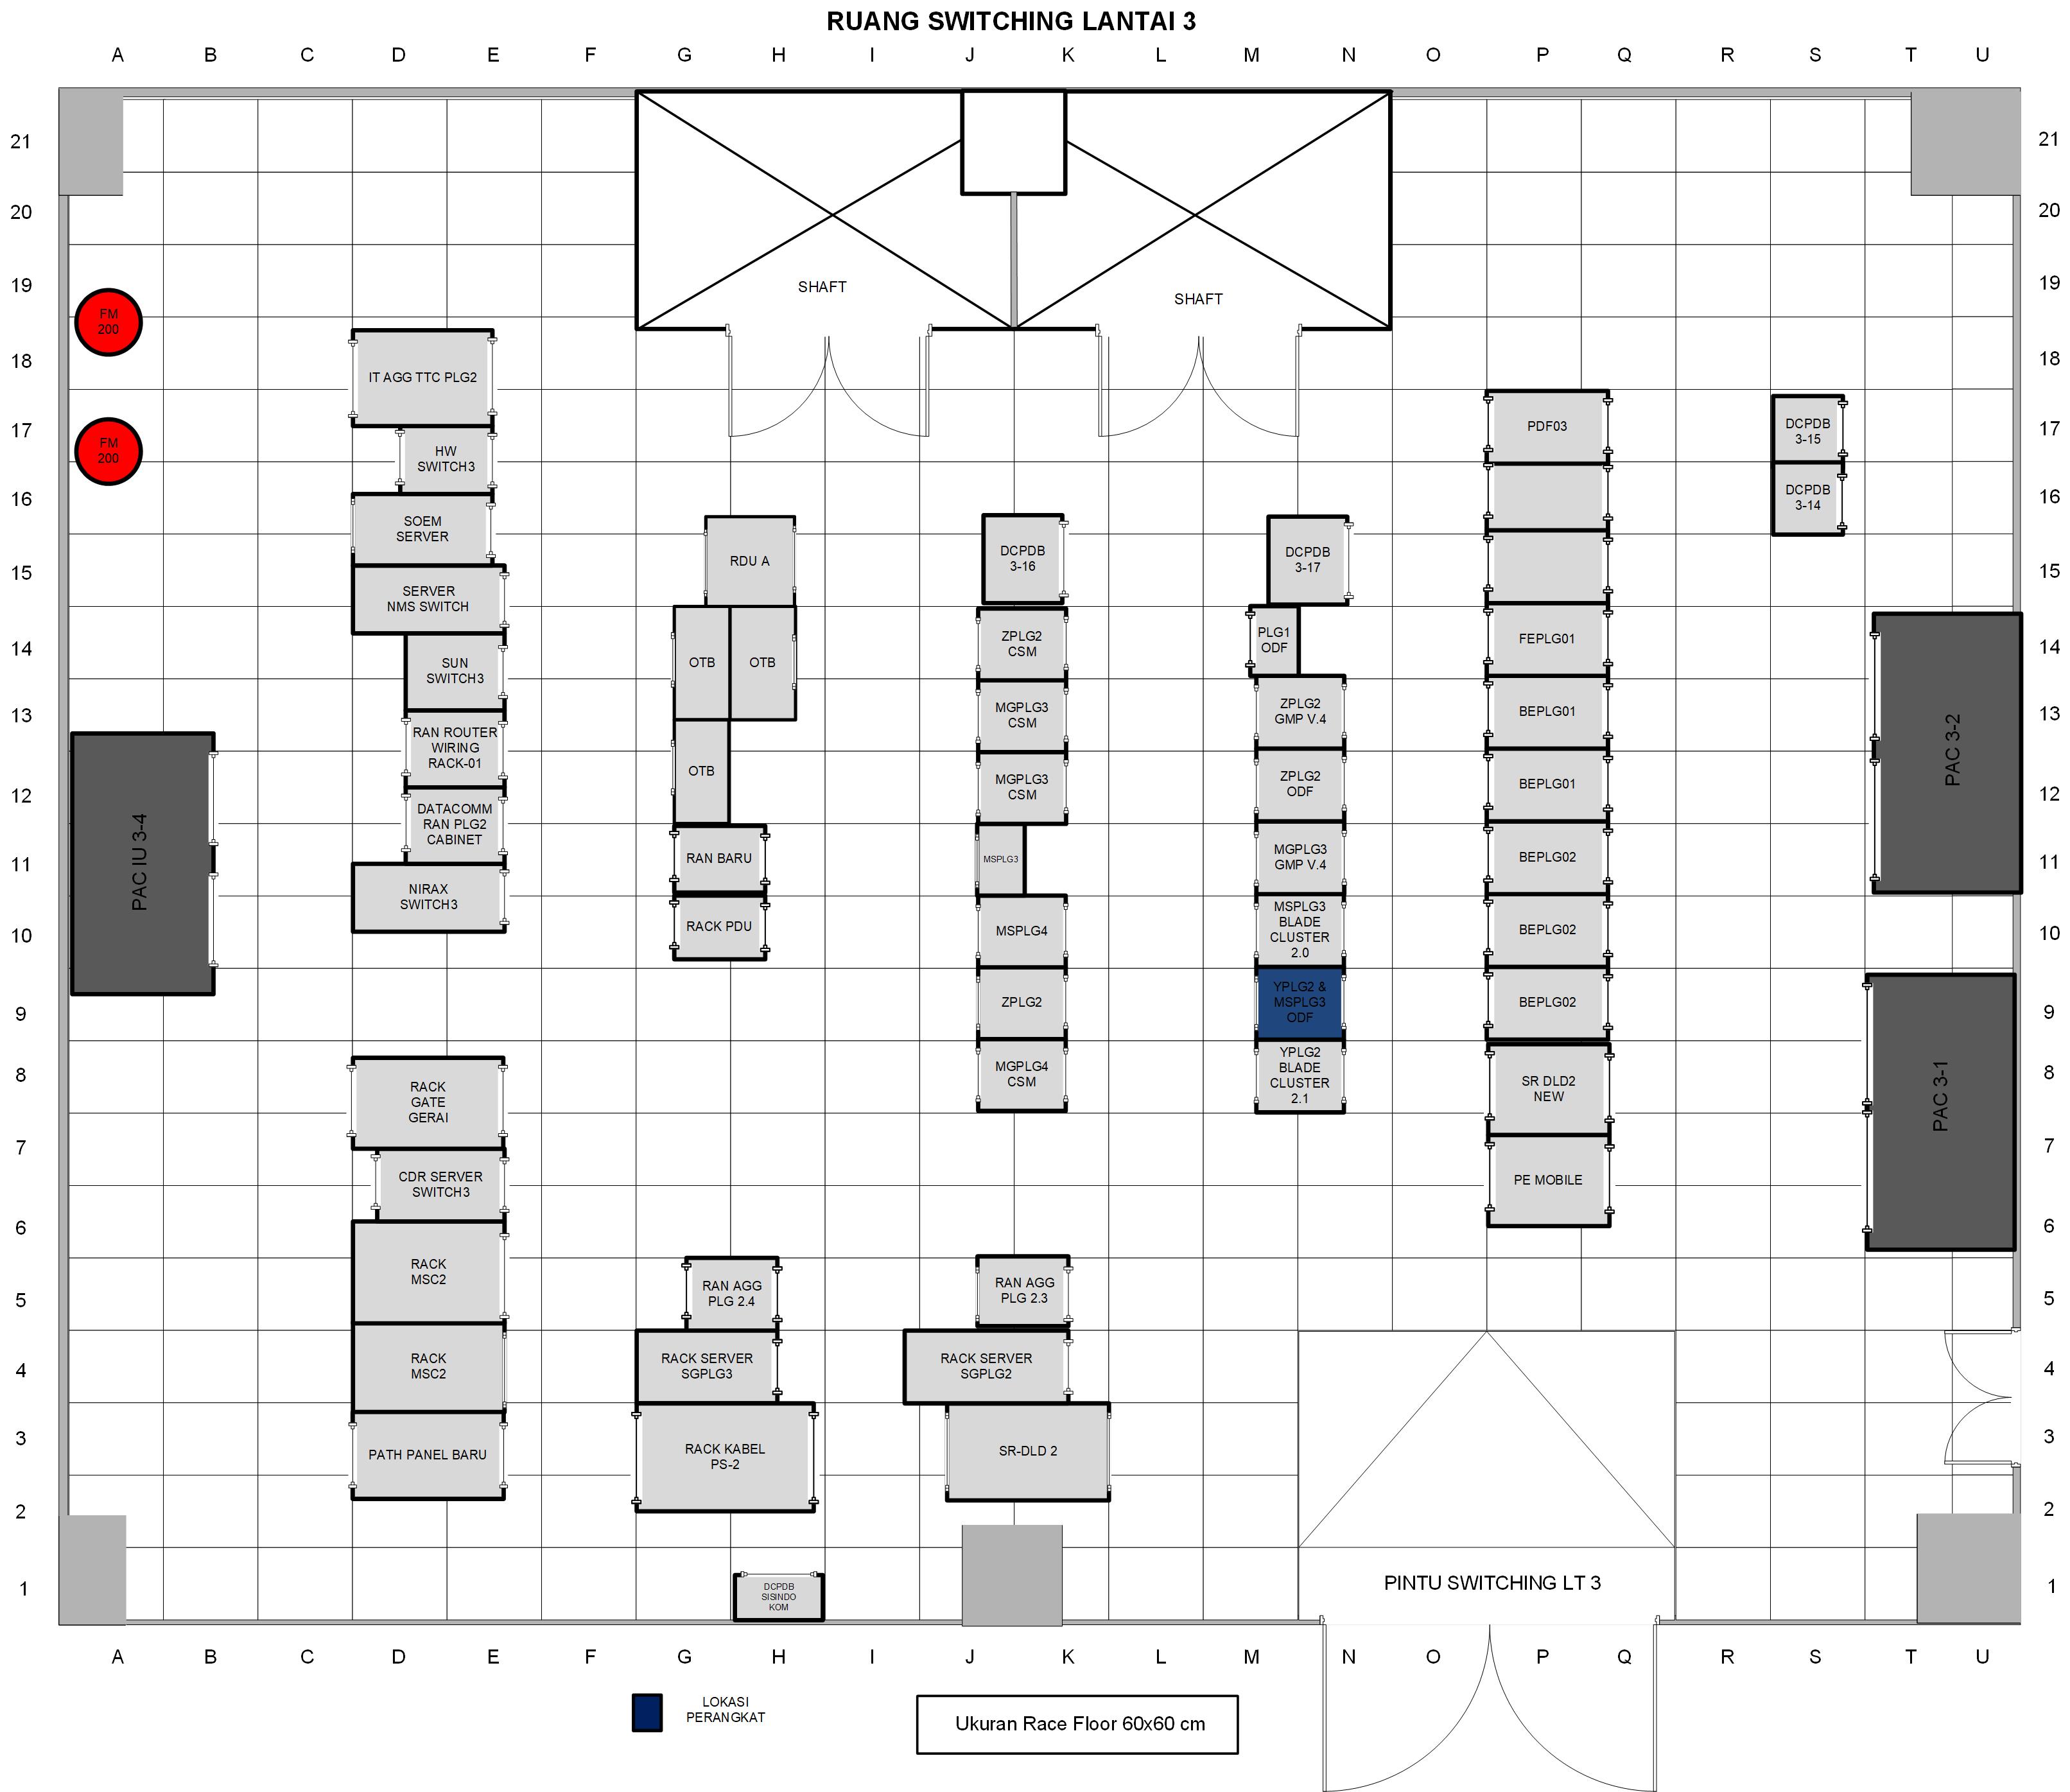 RUANG SWITCHING LANTAI 3
A B C D E F G H I J K L M N O P Q R S T U
21
20
19
18
17
16
15
14
13
12
11
10
9
8
7
6
5
4
3
2
1
FM
200
FM
200
PAC IU 3-4
IT AGG TTC PLG2
HW
SWITCH3
SOEM
SERVER
SERVER
NMS SWITCH
SUN
SWITCH3
RAN ROUTER
WIRING
RACK-01
DATACOMM
RAN PLG2
CABINET
NIRAX
SWITCH3
RACK
GATE
GERAI
CDR SERVER
SWITCH3
RACK
MSC2
RACK
MSC2
PATH PANEL BARU
SHAFT
SHAFT
RDU A
OTB
OTB
OTB
RAN BARU
RACK PDU
RAN AGG
PLG 2.4
RACK SERVER
SGPLG3
RACK KABEL
PS-2
DCPDB
SISINDO
KOM
DCPDB
3-16
ZPLG2
CSM
MGPLG3
CSM
MGPLG3
CSM
MSPLG3
MSPLG4
ZPLG2
MGPLG4
CSM
RAN AGG
PLG 2.3
RACK SERVER
SGPLG2
SR-DLD 2
DCPDB
3-17
PLG1
ODF
ZPLG2
GMP V.4
ZPLG2
ODF
MGPLG3
GMP V.4
MSPLG3
BLADE
CLUSTER
2.0
YPLG2 &
MSPLG3
ODF
YPLG2
BLADE
CLUSTER
2.1
PDF03
FEPLG01
BEPLG01
BEPLG01
BEPLG02
BEPLG02
BEPLG02
SR DLD2
NEW
PE MOBILE
DCPDB
3-15
DCPDB
3-14
PAC 3-2
PAC 3-1
PINTU SWITCHING LT 3
21
20
19
18
17
16
15
14
13
12
11
10
9
8
7
6
5
4
3
2
1
A B C D E F G H I J K L M N O P Q R S T U
LOKASI
PERANGKAT
Ukuran Race Floor 60x60 cm